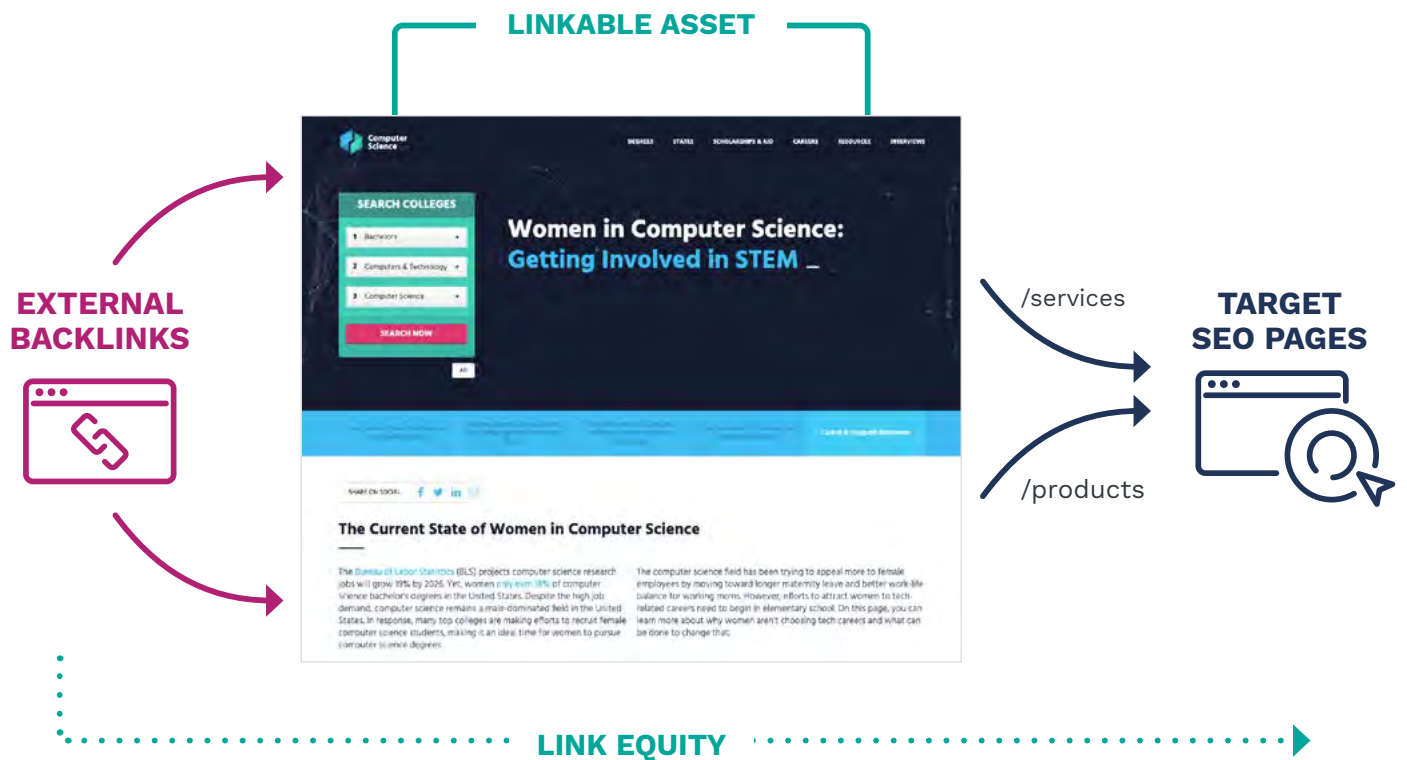 LINKABLE ASSET
Computer
Science
DEGREES STATES SCHOLARSHIPS & AID CAREERS RESOURCES INTERVIEWS
SEARCH COLLEGES
1 Bachelors
2 Computers & Technology
3 Computer Science
SEARCH NOW
All
Women in Computer Science:
Getting Involved in STEM _
EXTERNAL
BACKLINKS
/services
/products
TARGET
SEO PAGES
SHARE ON SOCIAL
The Current State of Women in Computer Science
The Bureau of Labor Statistics (BLS) projects computer science research
jobs will grow 19% by 2026. Yet, women only earn 18% of computer
science bachelor's degrees in the United States. Despite the high job
demand, computer science remains a male-dominated field in the United
States. In response, many top colleges are making efforts to recruit female
computer science students, making it an ideal time for women to pursue
computer science degrees.
The computer science field has been trying to appeal more to female
employees by moving toward longer maternity leave and better work-life
balance for working moms. However, efforts to attract women to tech-
related careers need to begin in elementary school. On this page, you can
learn more about why women aren't choosing tech careers and what can
be done to change that.
LINK EQUITY